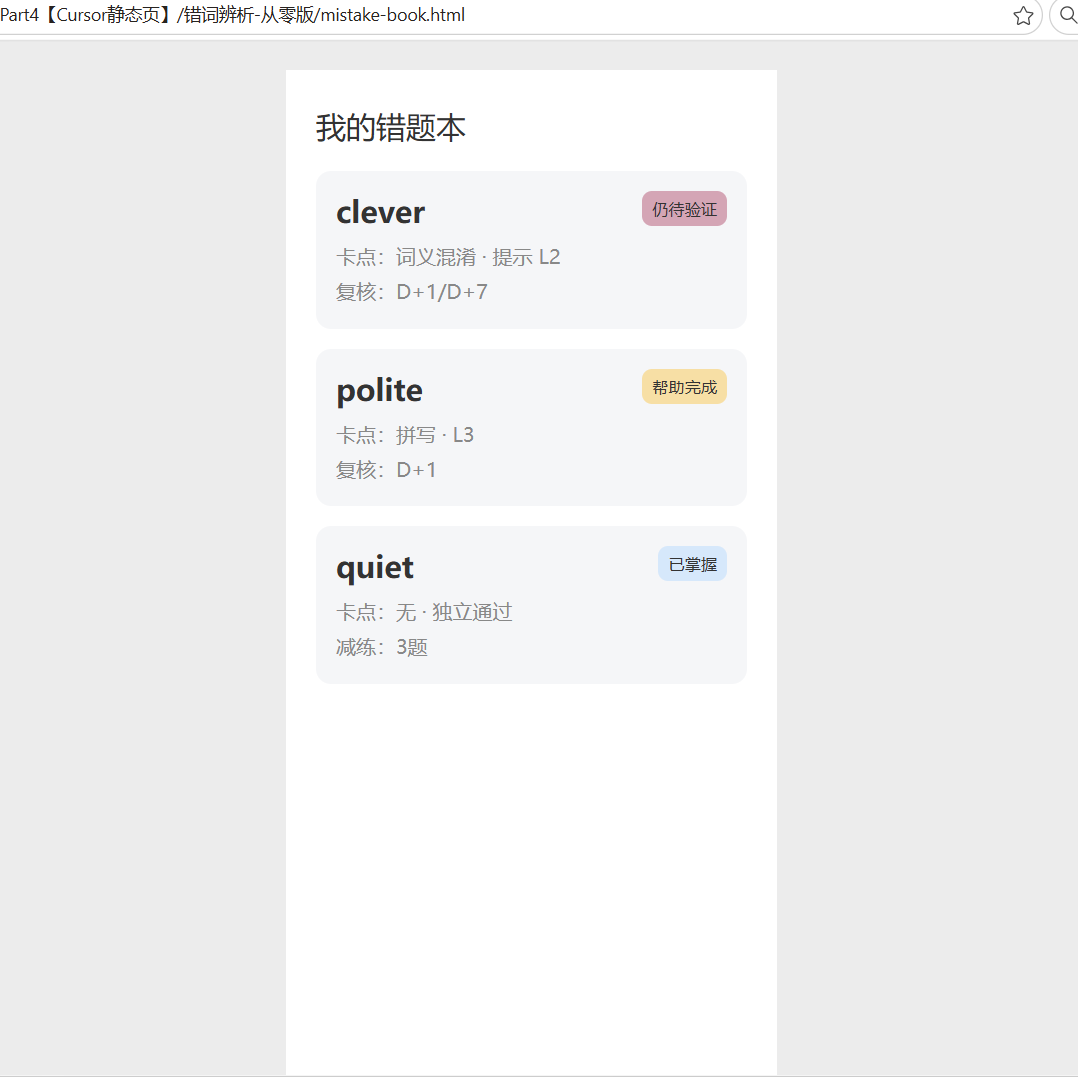 Part4【Cursor静态页】/错词辨析-从零版/mistake-book.html
我的错题本
clever
仍待验证
卡点：词义混淆 · 提示 L2
复核：D+1/D+7
polite
帮助完成
卡点：拼写 · L3
复核：D+1
quiet
已掌握
卡点：无 · 独立通过
减练：3题